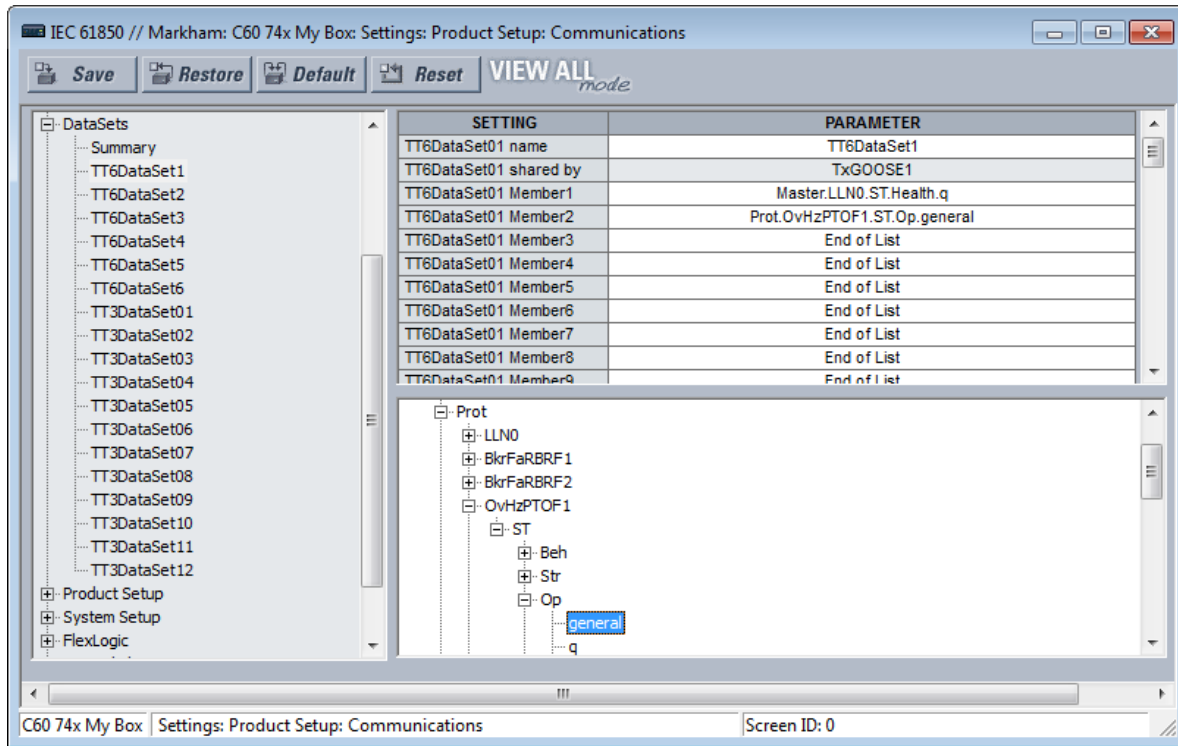 IEC 61850 // Markham: C60 74x My Box: Settings: Product Setup: Communications
Save Restore Default Reset VIEW ALL mode
DataSets
Summary
TT6DataSet1
TT6DataSet2
TT6DataSet3
TT6DataSet4
TT6DataSet5
TT6DataSet6
TT3DataSet01
TT3DataSet02
TT3DataSet03
TT3DataSet04
TT3DataSet05
TT3DataSet06
TT3DataSet07
TT3DataSet08
TT3DataSet09
TT3DataSet10
TT3DataSet11
TT3DataSet12
Product Setup
System Setup
FlexLogic
SETTING PARAMETER
TT6DataSet01 name TT6DataSet1
TT6DataSet01 shared by TxGOOSE1
TT6DataSet01 Member1 Master.LLN0.ST.Health.q
TT6DataSet01 Member2 Prot.OvHzPTOF1.ST.Op.general
TT6DataSet01 Member3 End of List
TT6DataSet01 Member4 End of List
TT6DataSet01 Member5 End of List
TT6DataSet01 Member6 End of List
TT6DataSet01 Member7 End of List
TT6DataSet01 Member8 End of List
TT6DataSet01 Member9 End of List
Prot
LLN0
BkrFaRBRF1
BkrFaRBRF2
OvHzPTOF1
ST
Beh
Str
Op
general
q
C60 74x My Box Settings: Product Setup: Communications Screen ID: 0